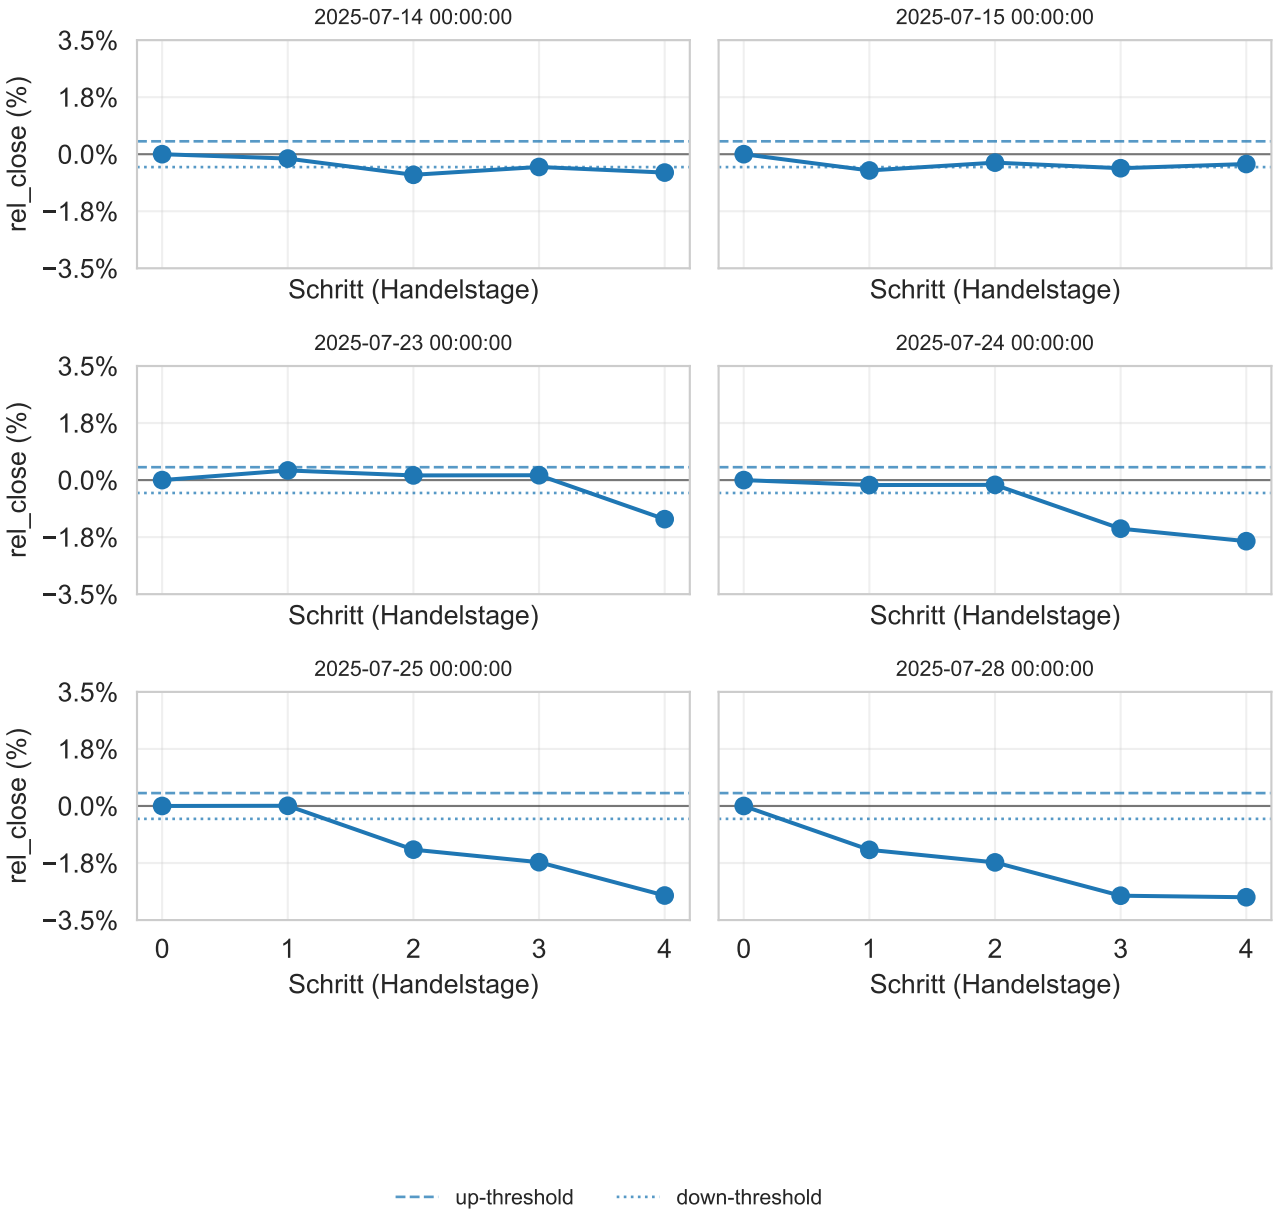 2025-07-14 00:00:00 2025-07-15 00:00:00
3.5%
1.8%
0.0%
−1.8%
−3.5%
rel_close (%)
Schritt (Handelstage) Schritt (Handelstage)
2025-07-23 00:00:00 2025-07-24 00:00:00
3.5%
1.8%
0.0%
−1.8%
−3.5%
rel_close (%)
Schritt (Handelstage) Schritt (Handelstage)
2025-07-25 00:00:00 2025-07-28 00:00:00
3.5%
1.8%
0.0%
−1.8%
−3.5%
rel_close (%)
0 1 2 3 4 0 1 2 3 4
Schritt (Handelstage) Schritt (Handelstage)
up-threshold down-threshold